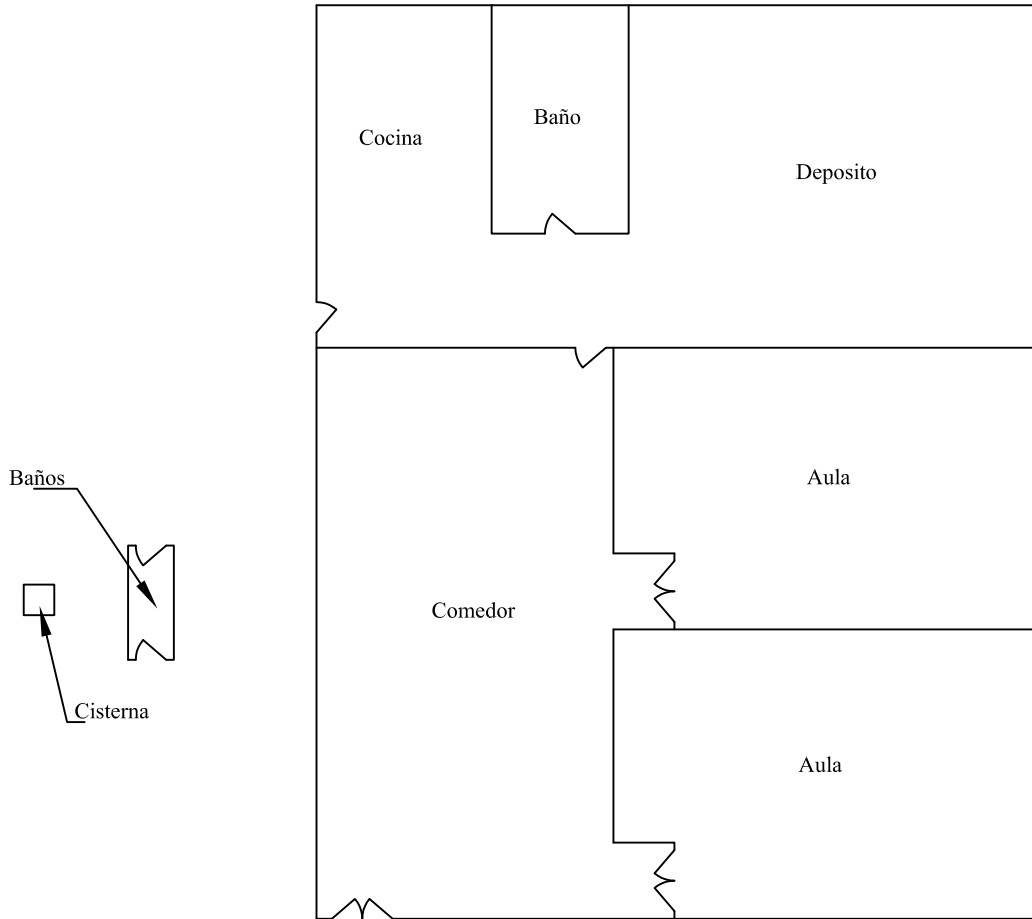 Baño
Cocina
Deposito
Baños
Aula
Comedor
Cisterna
Aula